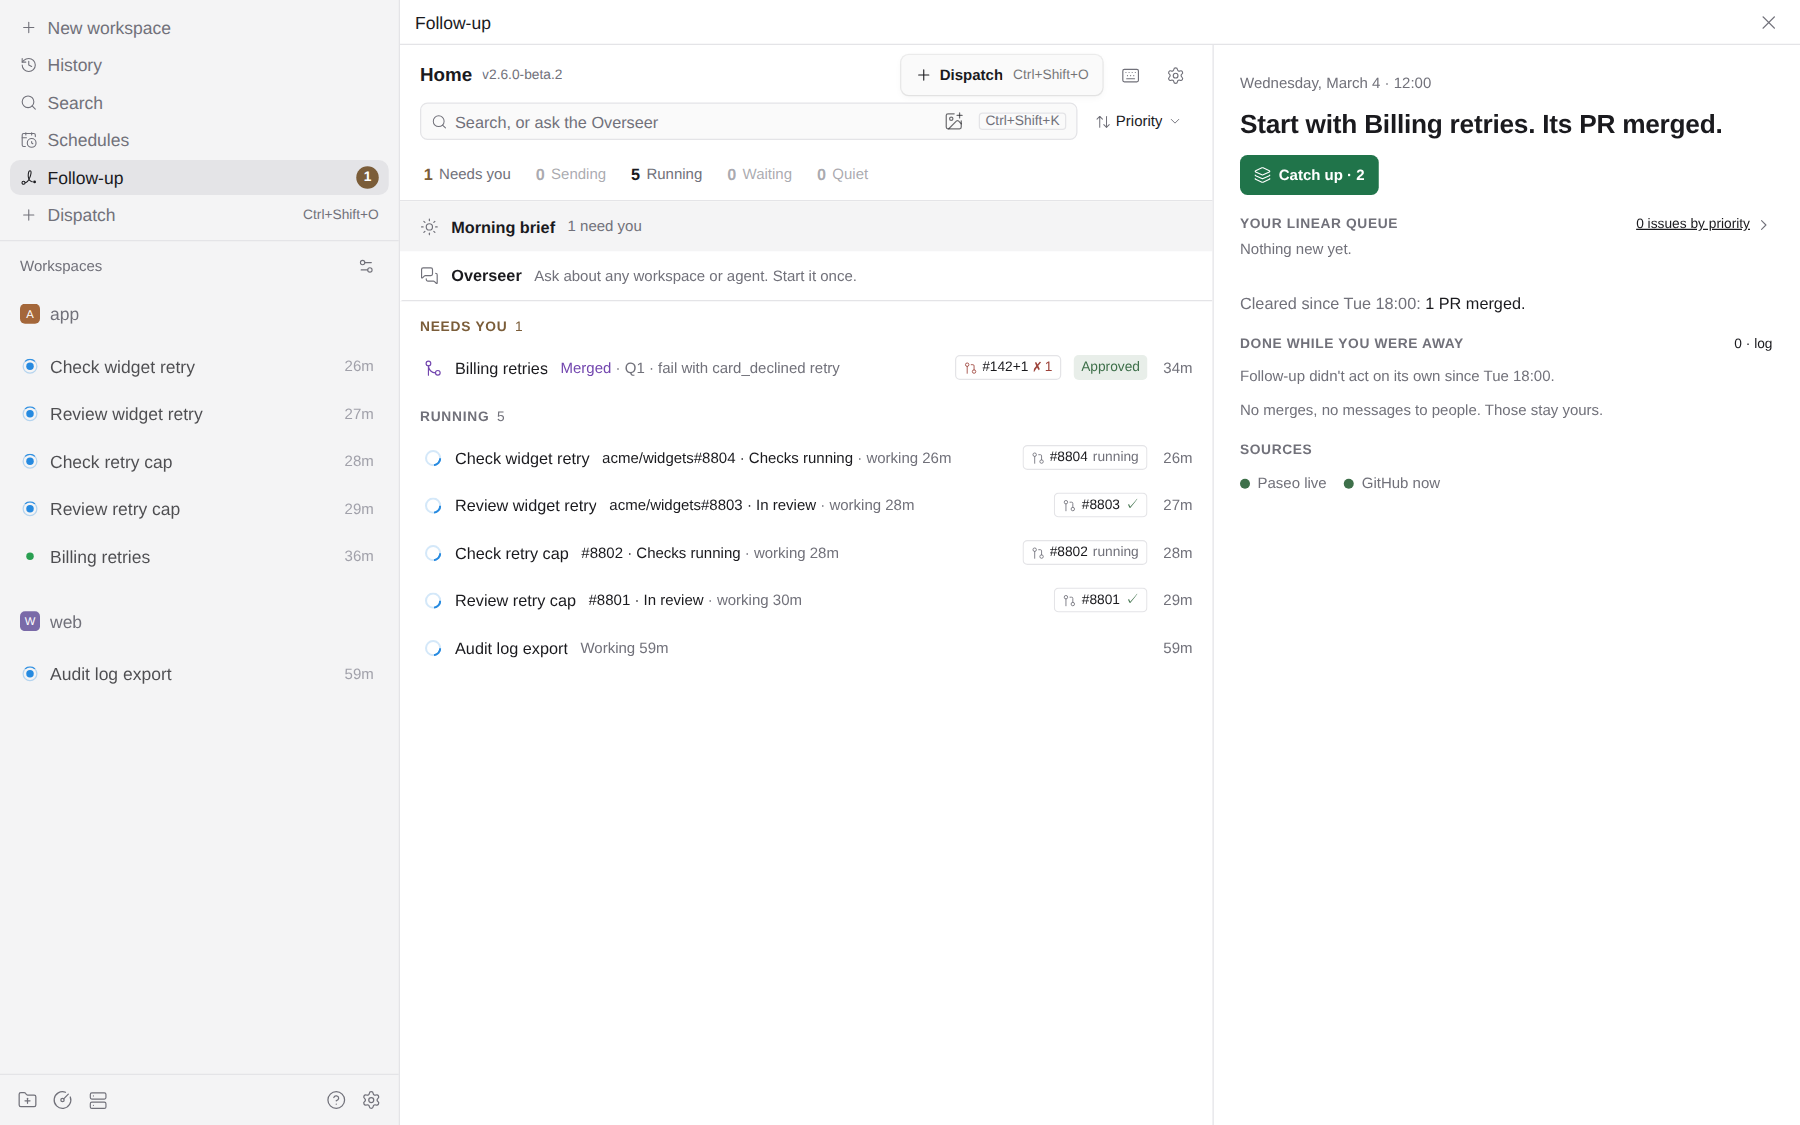 New workspace
History
Search
Schedules
Follow-up 1
Dispatch Ctrl+Shift+O
Workspaces
A app
Check widget retry 26m
Review widget retry 27m
Check retry cap 28m
Review retry cap 29m
Billing retries 36m
W web
Audit log export 59m
Follow-up
Home v2.6.0-beta.2 Dispatch Ctrl+Shift+O
Search, or ask the Overseer Ctrl+Shift+K Priority
1 Needs you 0 Sending 5 Running 0 Waiting 0 Quiet
Morning brief 1 need you
Overseer Ask about any workspace or agent. Start it once.
NEEDS YOU 1
Billing retries Merged · Q1 · fail with card_declined retry #142+1 ✗ 1 Approved 34m
RUNNING 5
Check widget retry acme/widgets#8804 · Checks running · working 26m #8804 running 26m
Review widget retry acme/widgets#8803 · In review · working 28m #8803 ✓ 27m
Check retry cap #8802 · Checks running · working 28m #8802 running 28m
Review retry cap #8801 · In review · working 30m #8801 ✓ 29m
Audit log export Working 59m 59m
Wednesday, March 4 · 12:00
Start with Billing retries. Its PR merged.
Catch up · 2
YOUR LINEAR QUEUE 0 issues by priority
Nothing new yet.
Cleared since Tue 18:00: 1 PR merged.
DONE WHILE YOU WERE AWAY 0 · log
Follow-up didn't act on its own since Tue 18:00.
No merges, no messages to people. Those stay yours.
SOURCES
Paseo live GitHub now